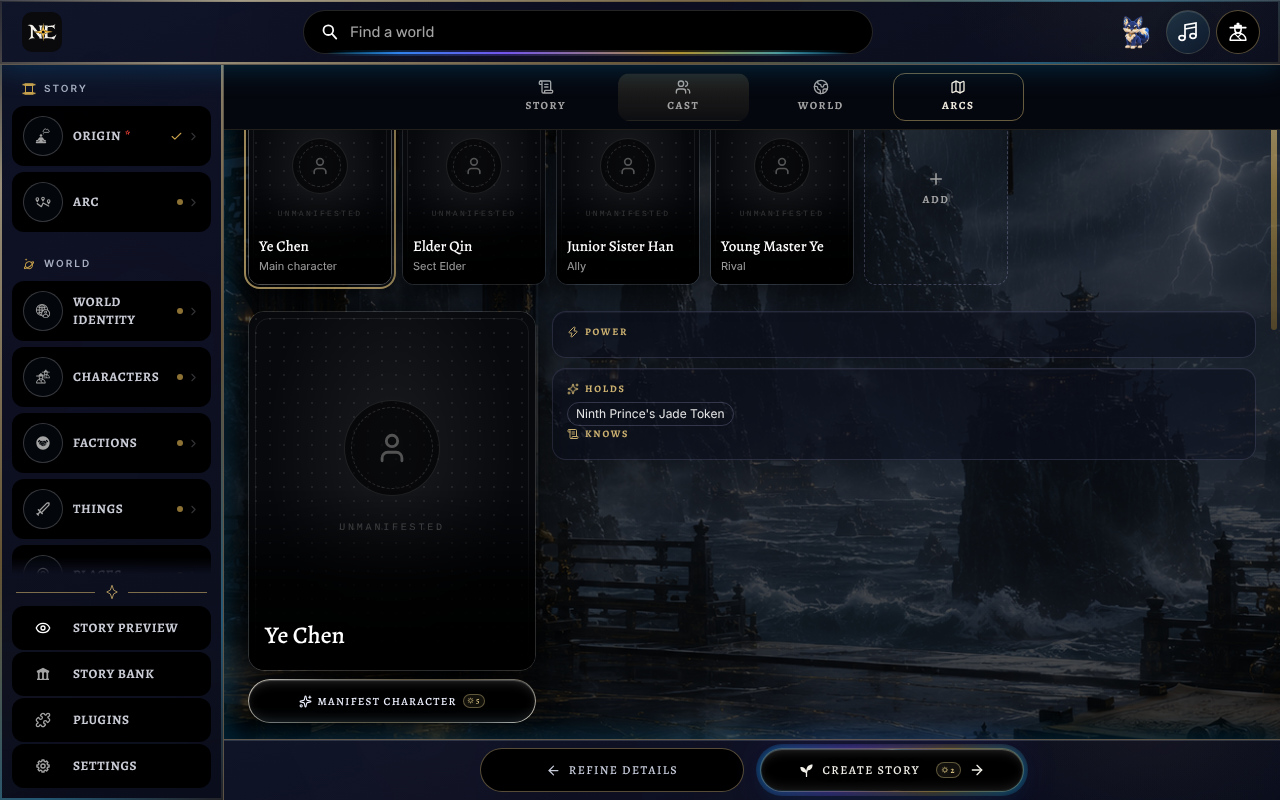 NE
Find a world
STORY
ORIGIN *
ARC
WORLD
WORLD
IDENTITY
CHARACTERS
FACTIONS
THINGS
PLACES
STORY PREVIEW
STORY BANK
PLUGINS
SETTINGS
STORY
CAST
WORLD
ARCS
UNMANIFESTED
Ye Chen
Main character
UNMANIFESTED
Elder Qin
Sect Elder
UNMANIFESTED
Junior Sister Han
Ally
UNMANIFESTED
Young Master Ye
Rival
ADD
UNMANIFESTED
Ye Chen
MANIFEST CHARACTER 5
POWER
HOLDS
Ninth Prince's Jade Token
KNOWS
REFINE DETAILS
CREATE STORY 2